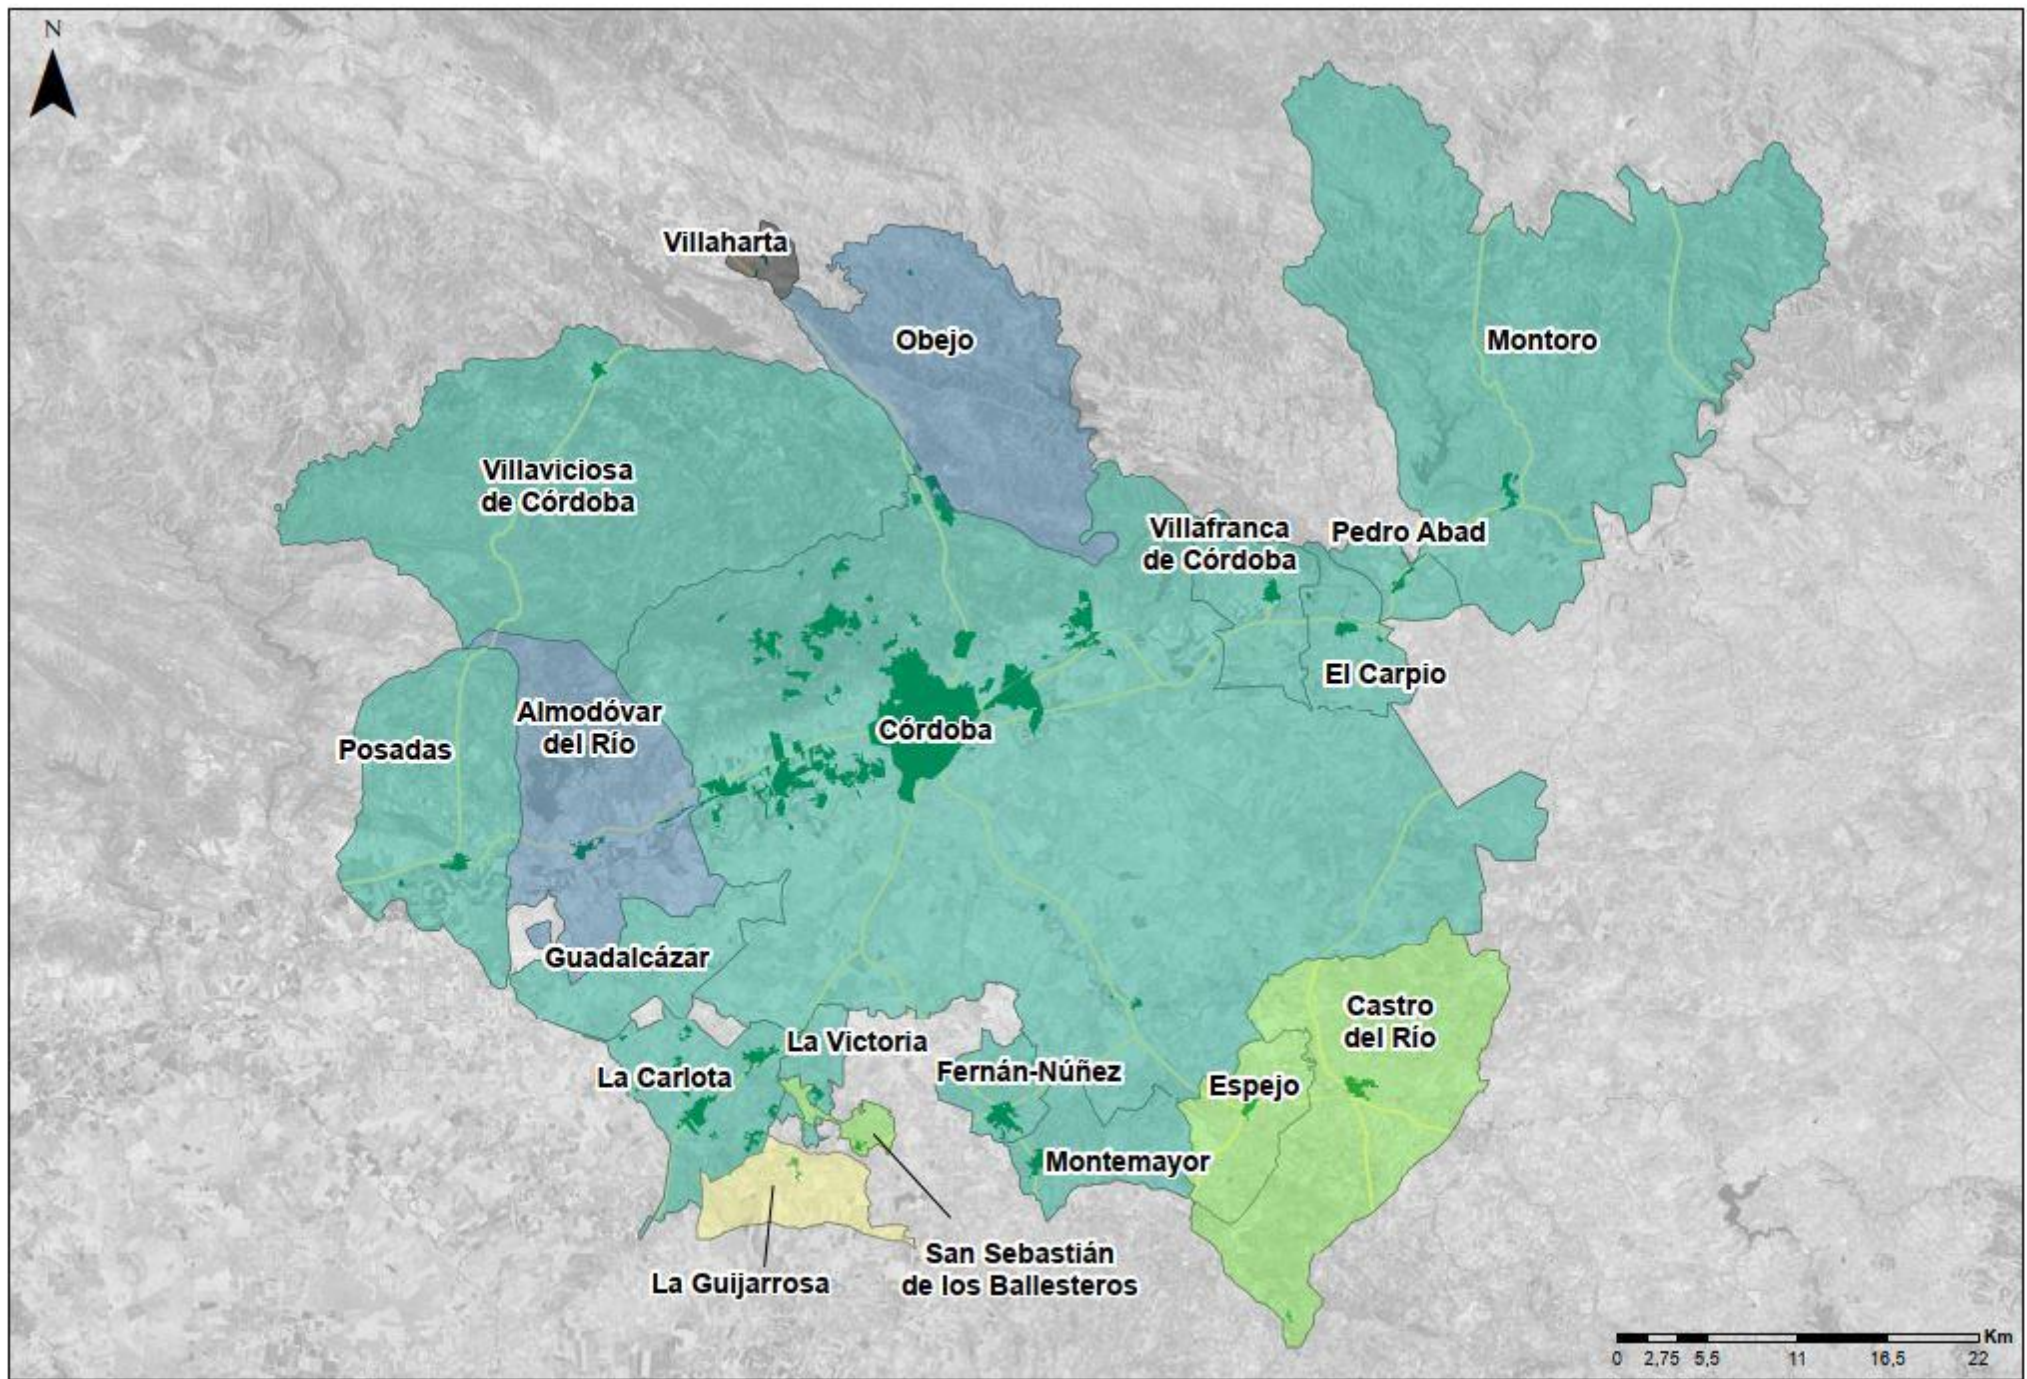 N
Villaharta
Obejo
Montoro
Villaviciosa
de Córdoba
Villafranca
de Córdoba
Pedro Abad
El Carpio
Almodóvar
del Río
Posadas
Córdoba
Guadalcázar
Castro
del Río
La Victoria
La Carlota
Fernán-Núñez
Espejo
Montemayor
San Sebastián
de los Ballesteros
La Guijarrosa
Km
0 2,75 5,5 11 16,5 22